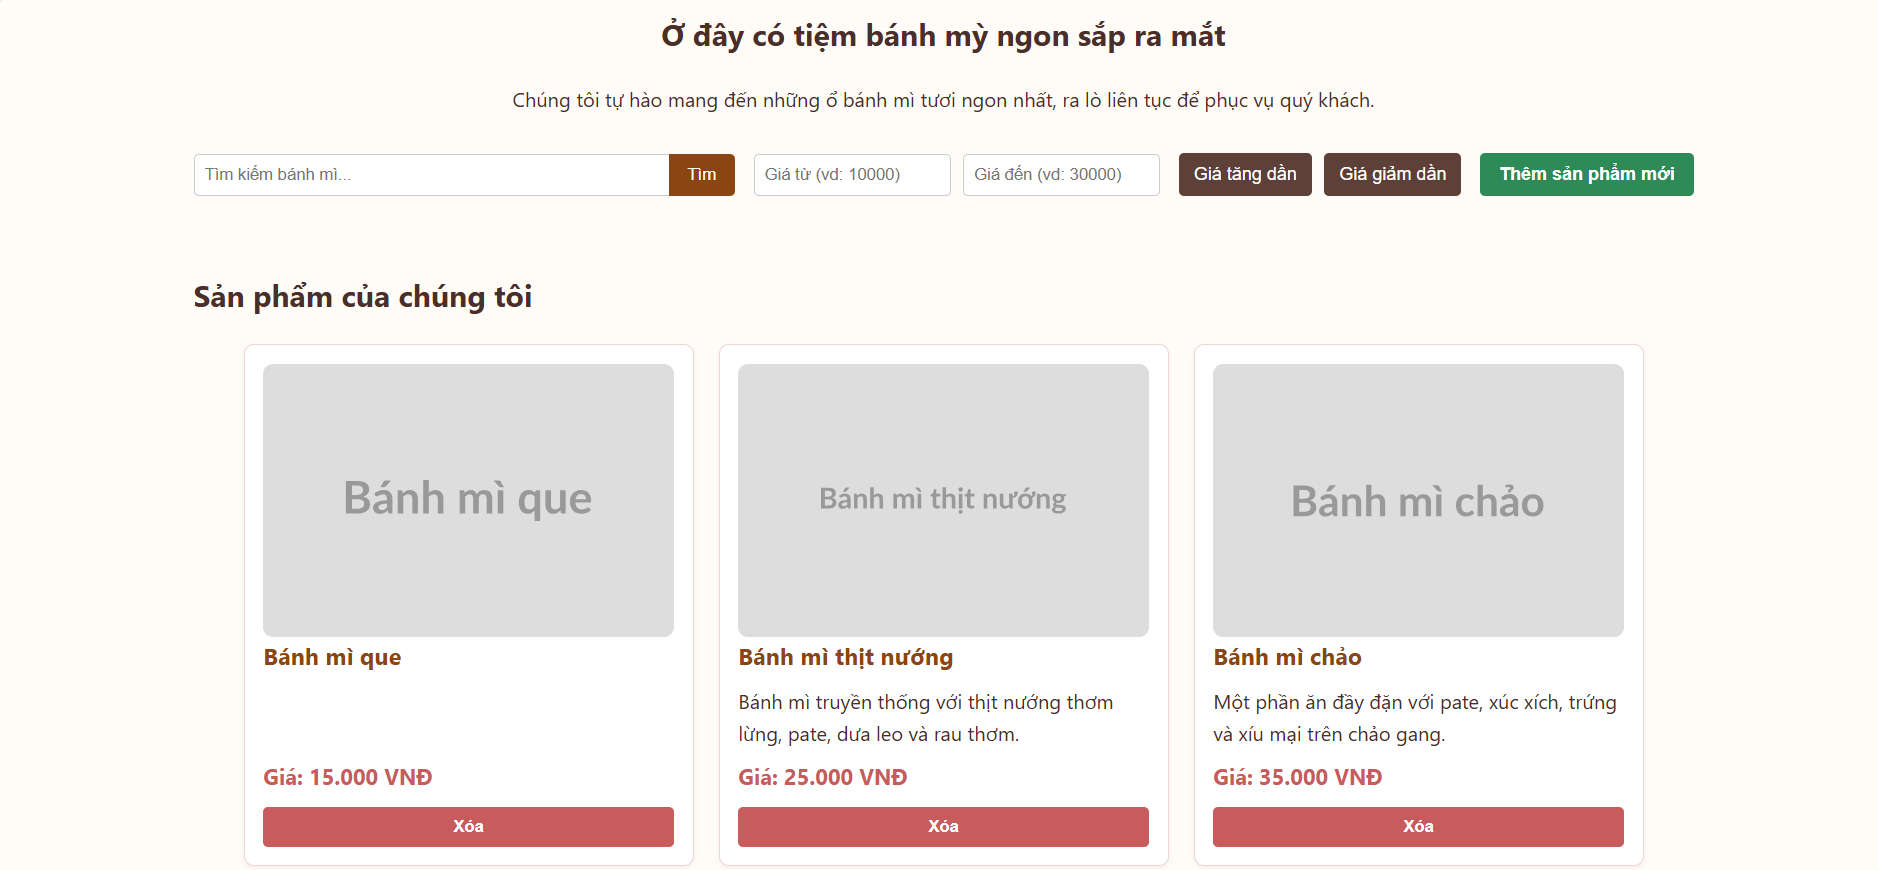 Ở đây có tiệm bánh mỳ ngon sắp ra mắt
Chúng tôi tự hào mang đến những ổ bánh mì tươi ngon nhất, ra lò liên tục để phục vụ quý khách.
Tìm kiếm bánh mì... Tìm Giá từ (vd: 10000) Giá đến (vd: 30000) Giá tăng dần Giá giảm dần Thêm sản phẩm mới
Sản phẩm của chúng tôi
Bánh mì que
Bánh mì que
Giá: 15.000 VNĐ
Xóa
Bánh mì thịt nướng
Bánh mì thịt nướng
Bánh mì truyền thống với thịt nướng thơm
lừng, pate, dưa leo và rau thơm.
Giá: 25.000 VNĐ
Xóa
Bánh mì chảo
Bánh mì chảo
Một phần ăn đầy đặn với pate, xúc xích, trứng
và xíu mại trên chảo gang.
Giá: 35.000 VNĐ
Xóa